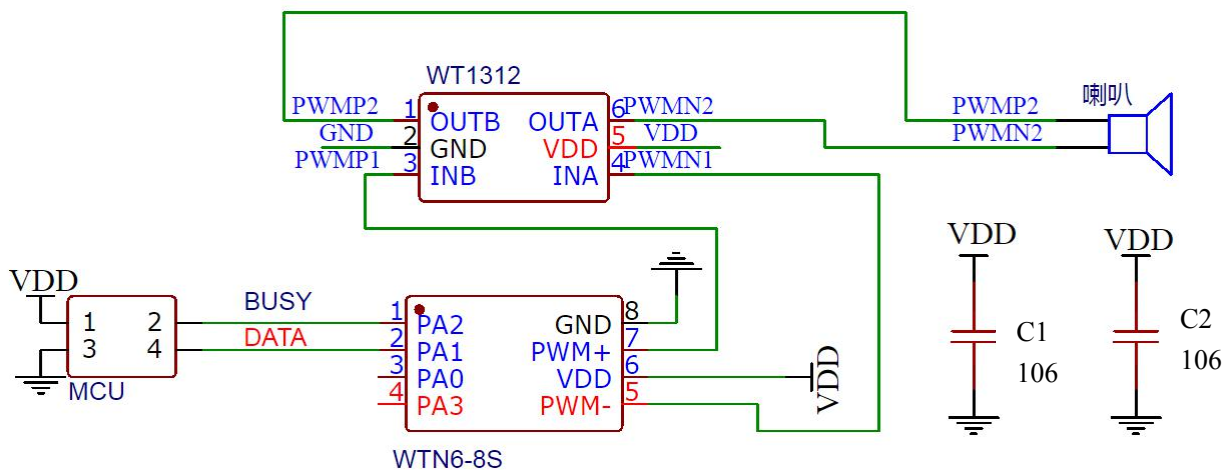 WT1312
PWMP2 1 OUTB OUTA 6 PWMN2
GND 2 GND VDD 5 VDD
PWMP1 3 INB INA 4 PWMN1
喇叭
PWMP2
PWMN2
VDD
1 2
3 4
MCU
BUSY
DATA
1 PA2 GND 8
2 PA1 PWM+ 7
3 PA0 VDD 6
4 PA3 PWM- 5
WTN6-8S
VDD
VDD
C1
106
VDD
C2
106